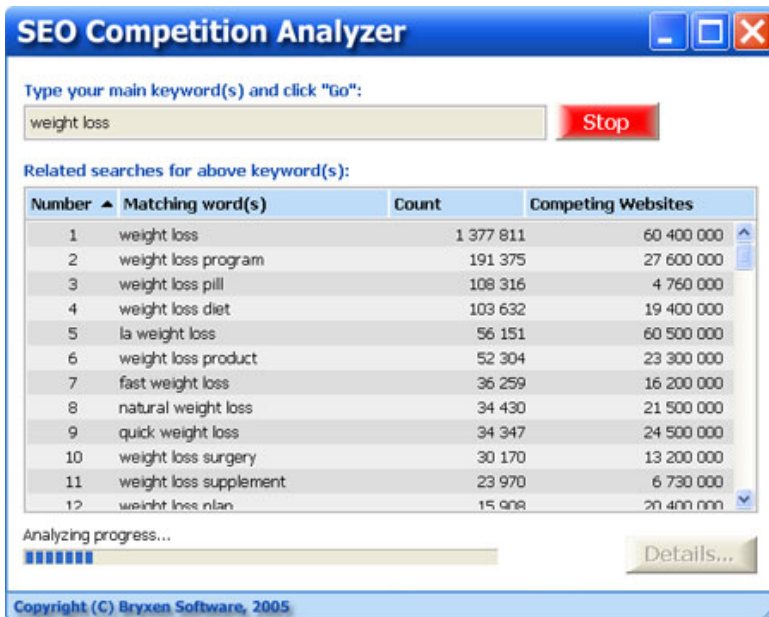 SEO Competition Analyzer
Type your main keyword(s) and click "Go":
weight loss Stop
Related searches for above keyword(s):
Number Matching word(s) Count Competing Websites
1 weight loss 1 377 811 60 400 000
2 weight loss program 191 375 27 600 000
3 weight loss pill 108 316 4 760 000
4 weight loss diet 103 632 19 400 000
5 la weight loss 56 151 60 500 000
6 weight loss product 52 304 23 300 000
7 fast weight loss 36 259 16 200 000
8 natural weight loss 34 430 21 500 000
9 quick weight loss 34 347 24 500 000
10 weight loss surgery 30 170 13 200 000
11 weight loss supplement 23 970 6 730 000
12 weight loss plan 15 908 20 400 000
Analyzing progress...
Details...
Copyright (C) Bryxen Software, 2005